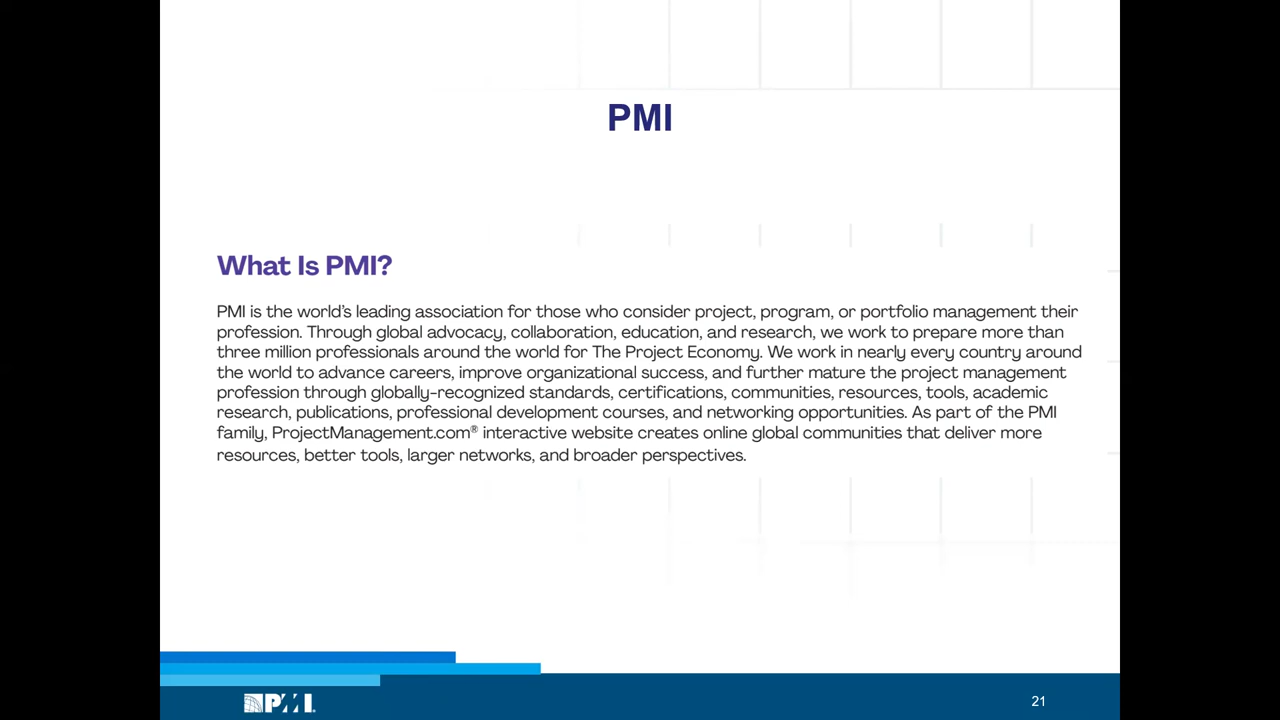 PMI
What Is PMI?
PMI is the world's leading association for those who consider project, program, or portfolio management their
profession. Through global advocacy, collaboration, education, and research, we work to prepare more than
three million professionals around the world for The Project Economy. We work in nearly every country around
the world to advance careers, improve organizational success, and further mature the project management
profession through globally-recognized standards, certifications, communities, resources, tools, academic
research, publications, professional development courses, and networking opportunities. As part of the PMI
family, ProjectManagement.com® interactive website creates online global communities that deliver more
resources, better tools, larger networks, and broader perspectives.
PMI.
21